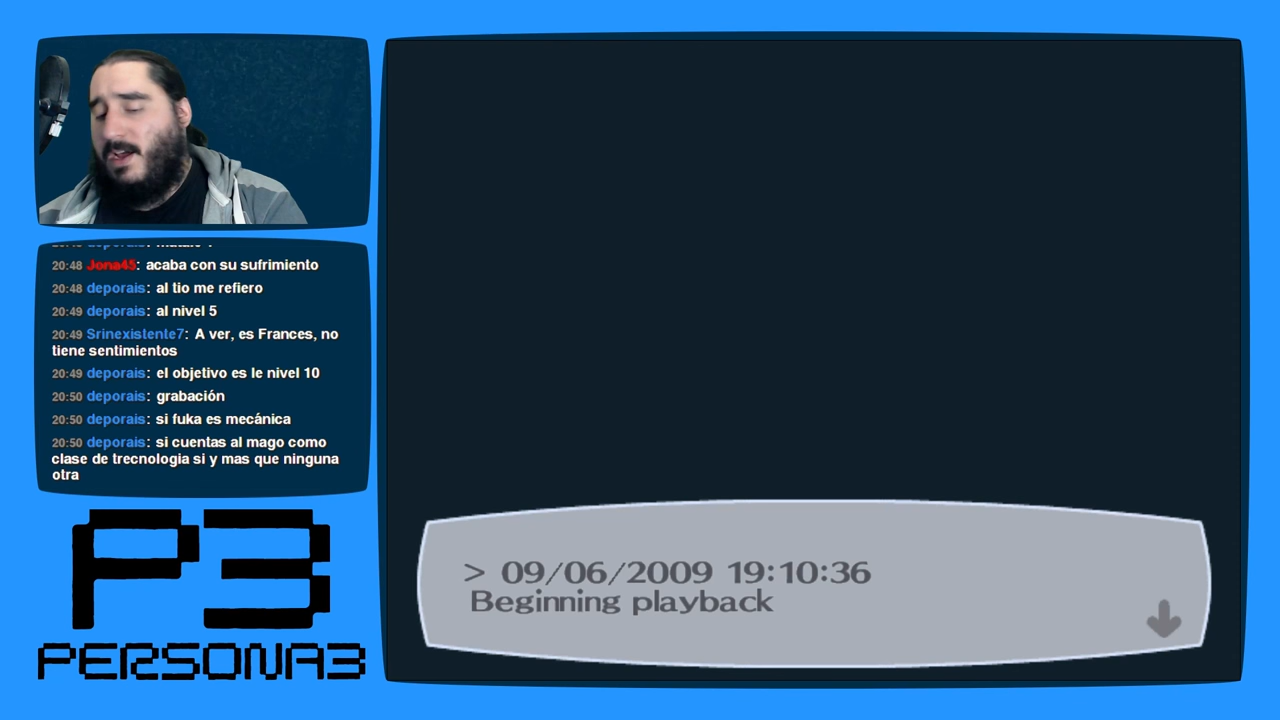 20:48 Jona45: acaba con su sufrimiento
20:48 deporais: al tio me refiero
20:49 deporais: al nivel 5
20:49 Srinexistente7: A ver, es Frances, no
tiene sentimientos
20:49 deporais: el objetivo es le nivel 10
20:50 deporais: grabación
20:50 deporais: si fuka es mecánica
20:50 deporais: si cuentas al mago como
clase de trecnologia si y mas que ninguna
otra
P3
PERSONA3
> 09/06/2009 19:10:36
Beginning playback